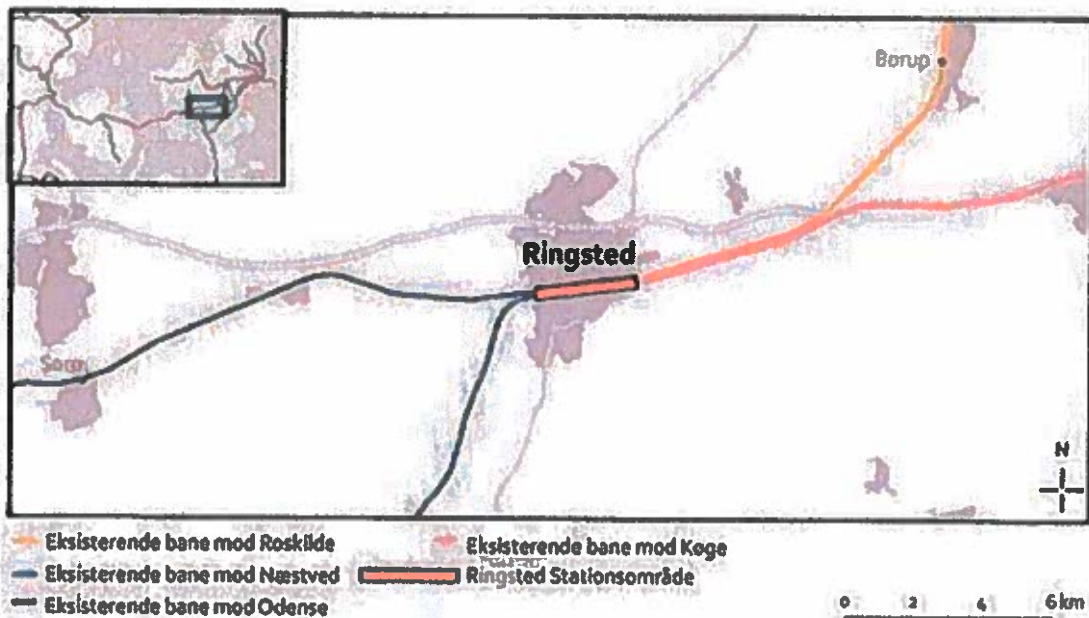 Borup
Ringsted
Sorø
N
Eksisterende bane mod Roskilde
Eksisterende bane mod Køge
Eksisterende bane mod Næstved
Ringsted Stationsområde
Eksisterende bane mod Odense
0 2 4 6 km